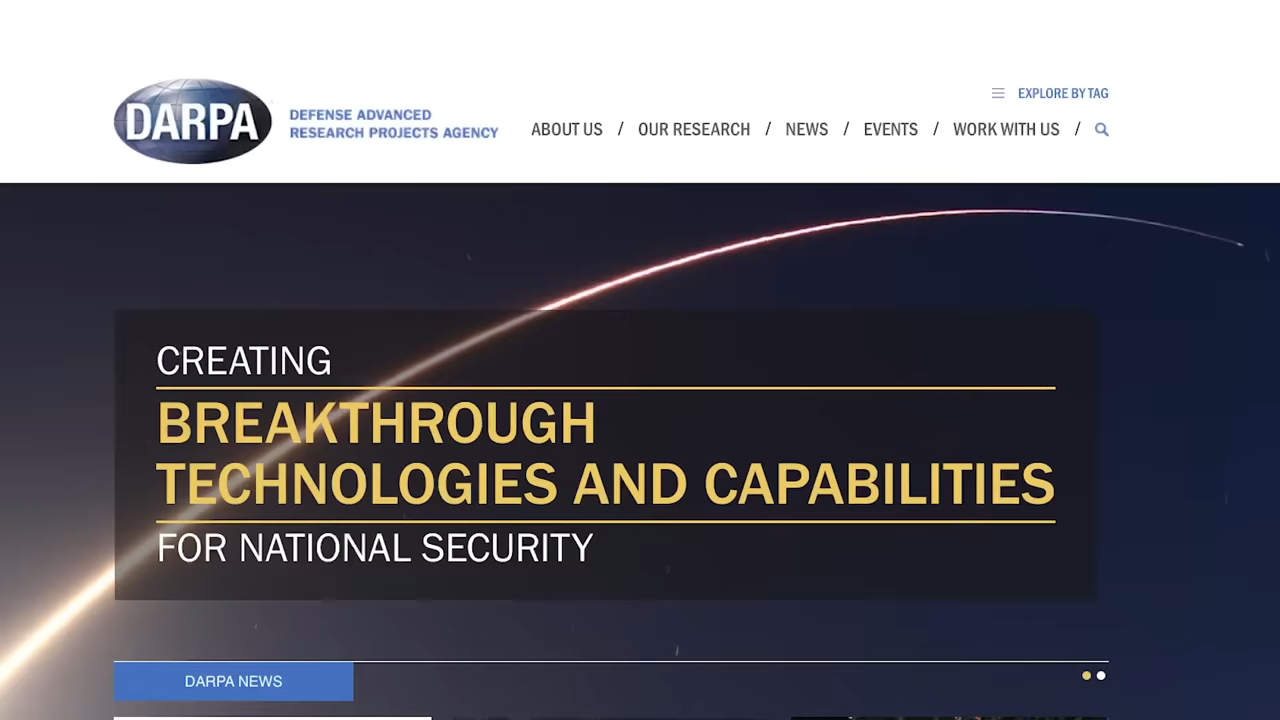 EXPLORE BY TAG
DARPA
DEFENSE ADVANCED
RESEARCH PROJECTS AGENCY
ABOUT US / OUR RESEARCH / NEWS / EVENTS / WORK WITH US /
CREATING
BREAKTHROUGH
TECHNOLOGIES AND CAPABILITIES
FOR NATIONAL SECURITY
DARPA NEWS